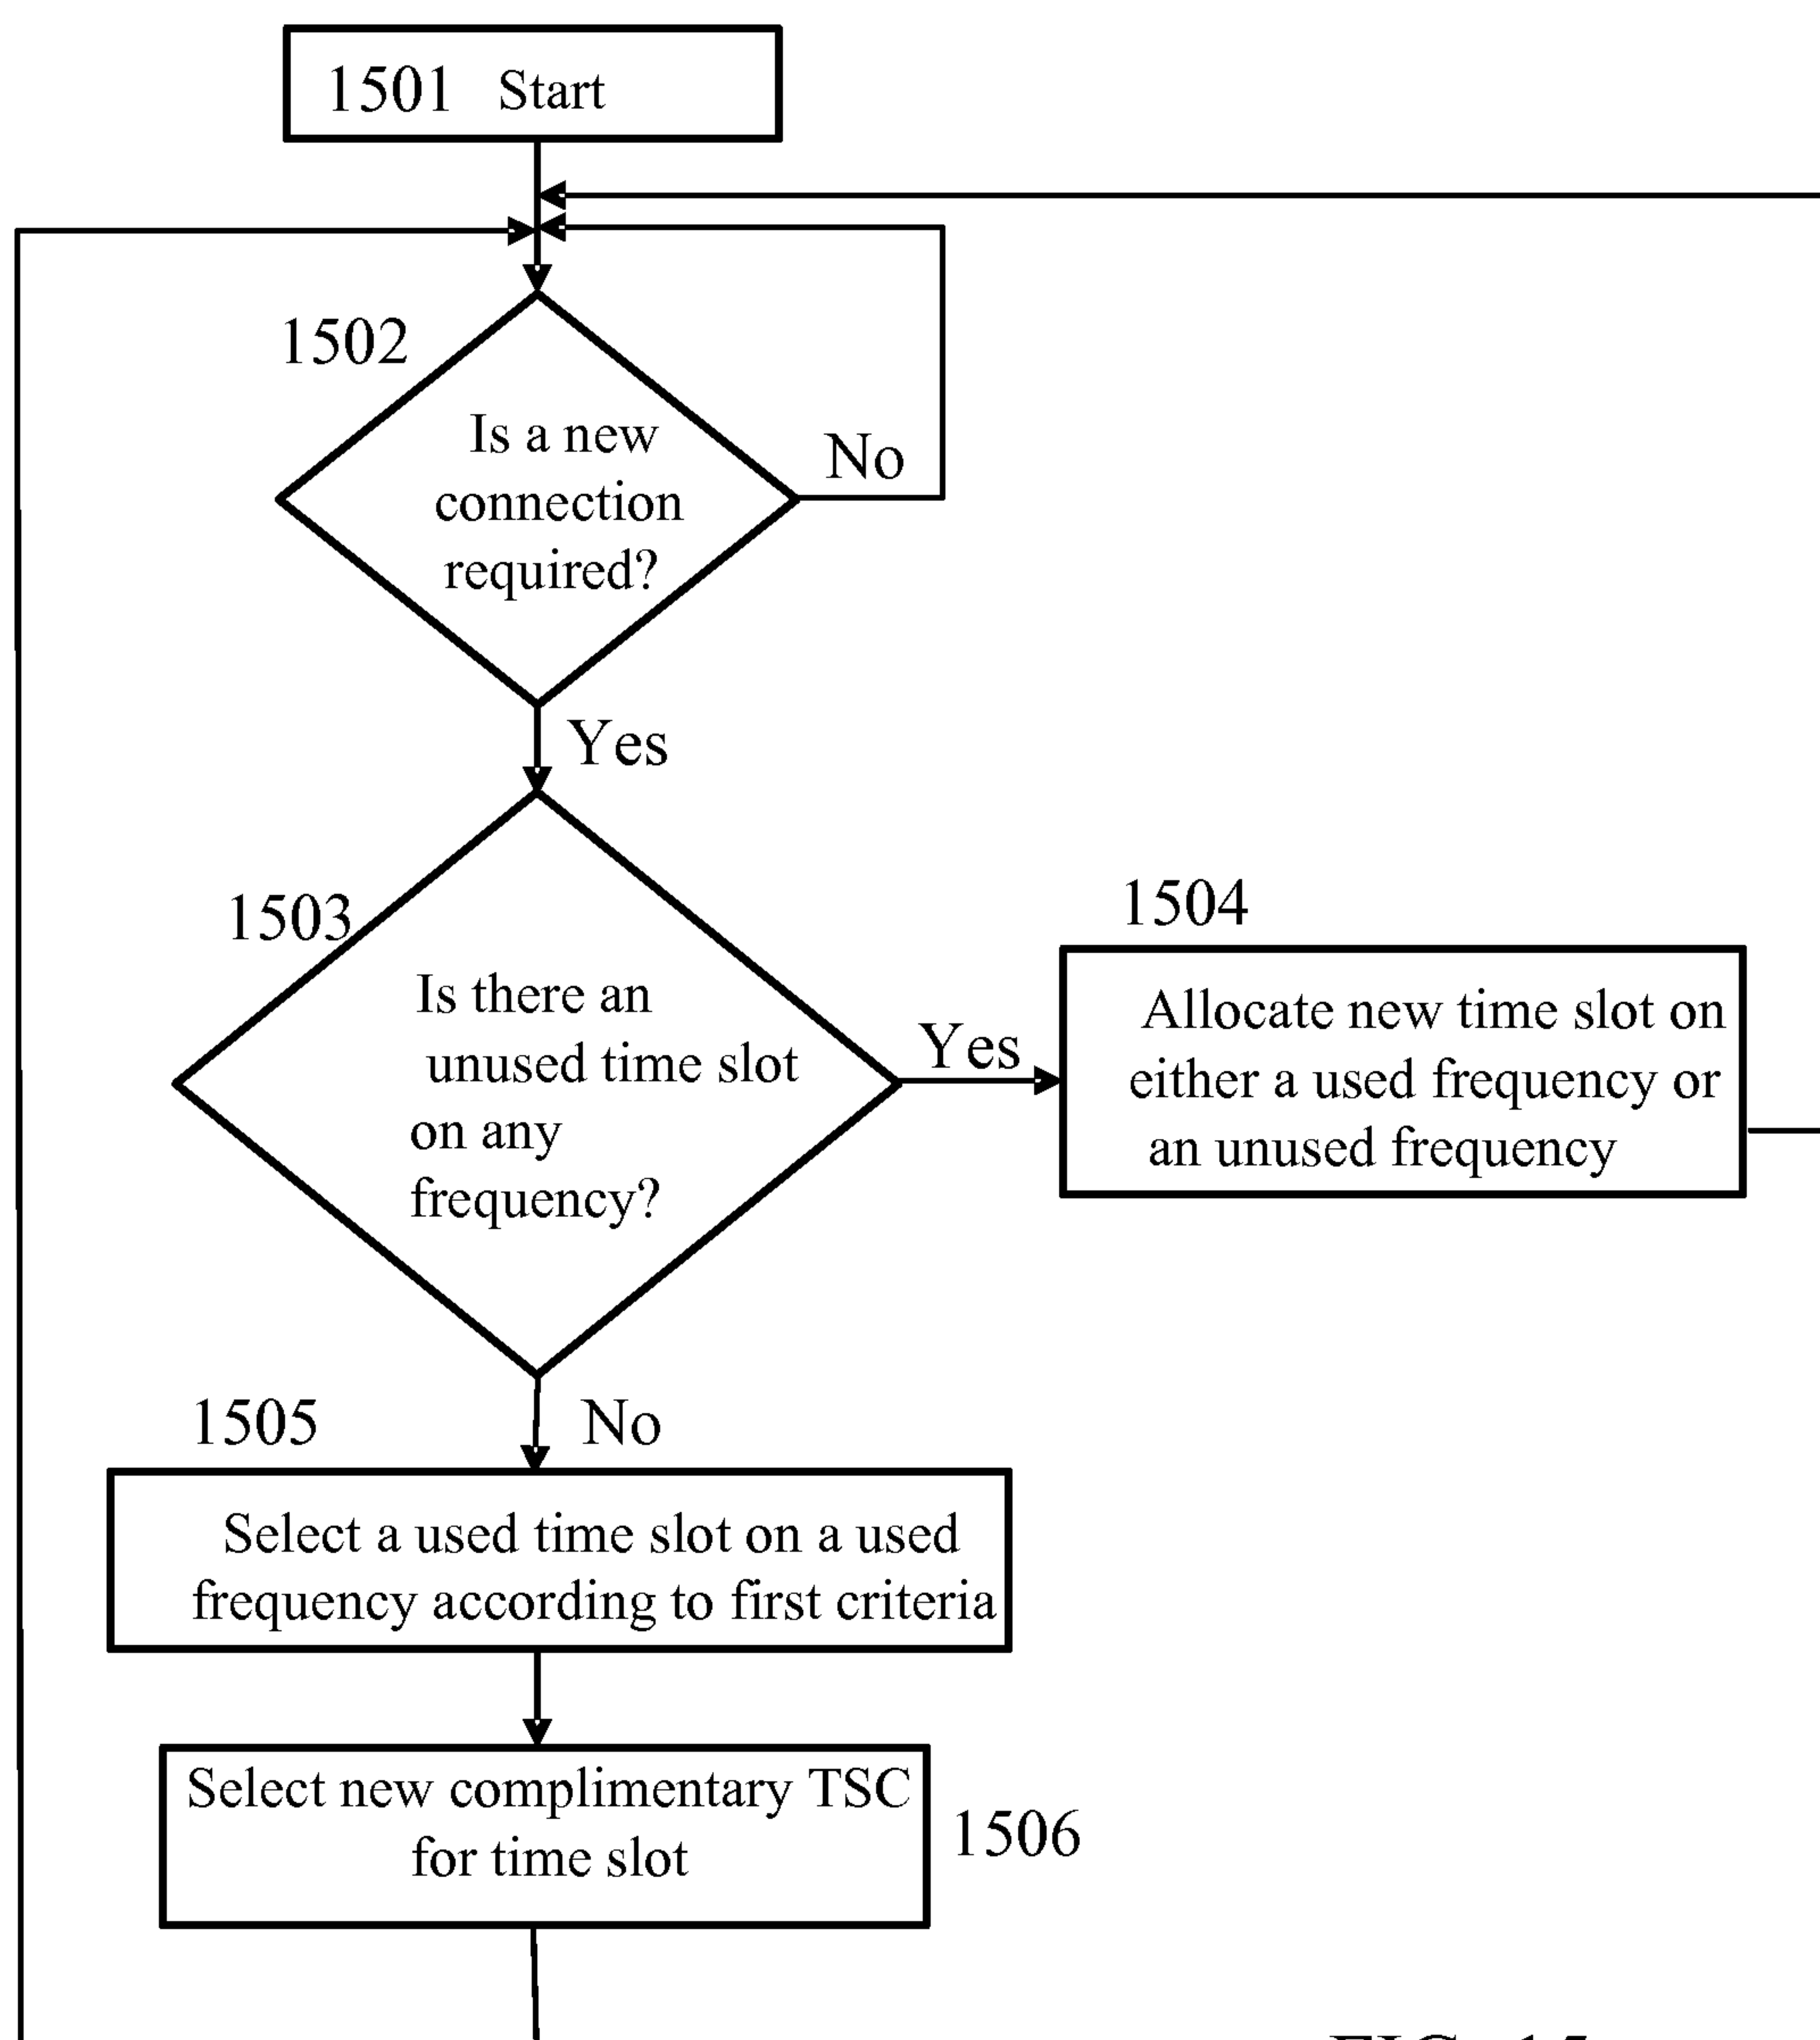 1501 Start
1502
Is a new
connection
required?
No
Yes
1503
Is there an
unused time slot
on any
frequency?
Yes
1504
Allocate new time slot on
either a used frequency or
an unused frequency
No
1505
Select a used time slot on a used
frequency according to first criteria
Select new complimentary TSC
for time slot
1506